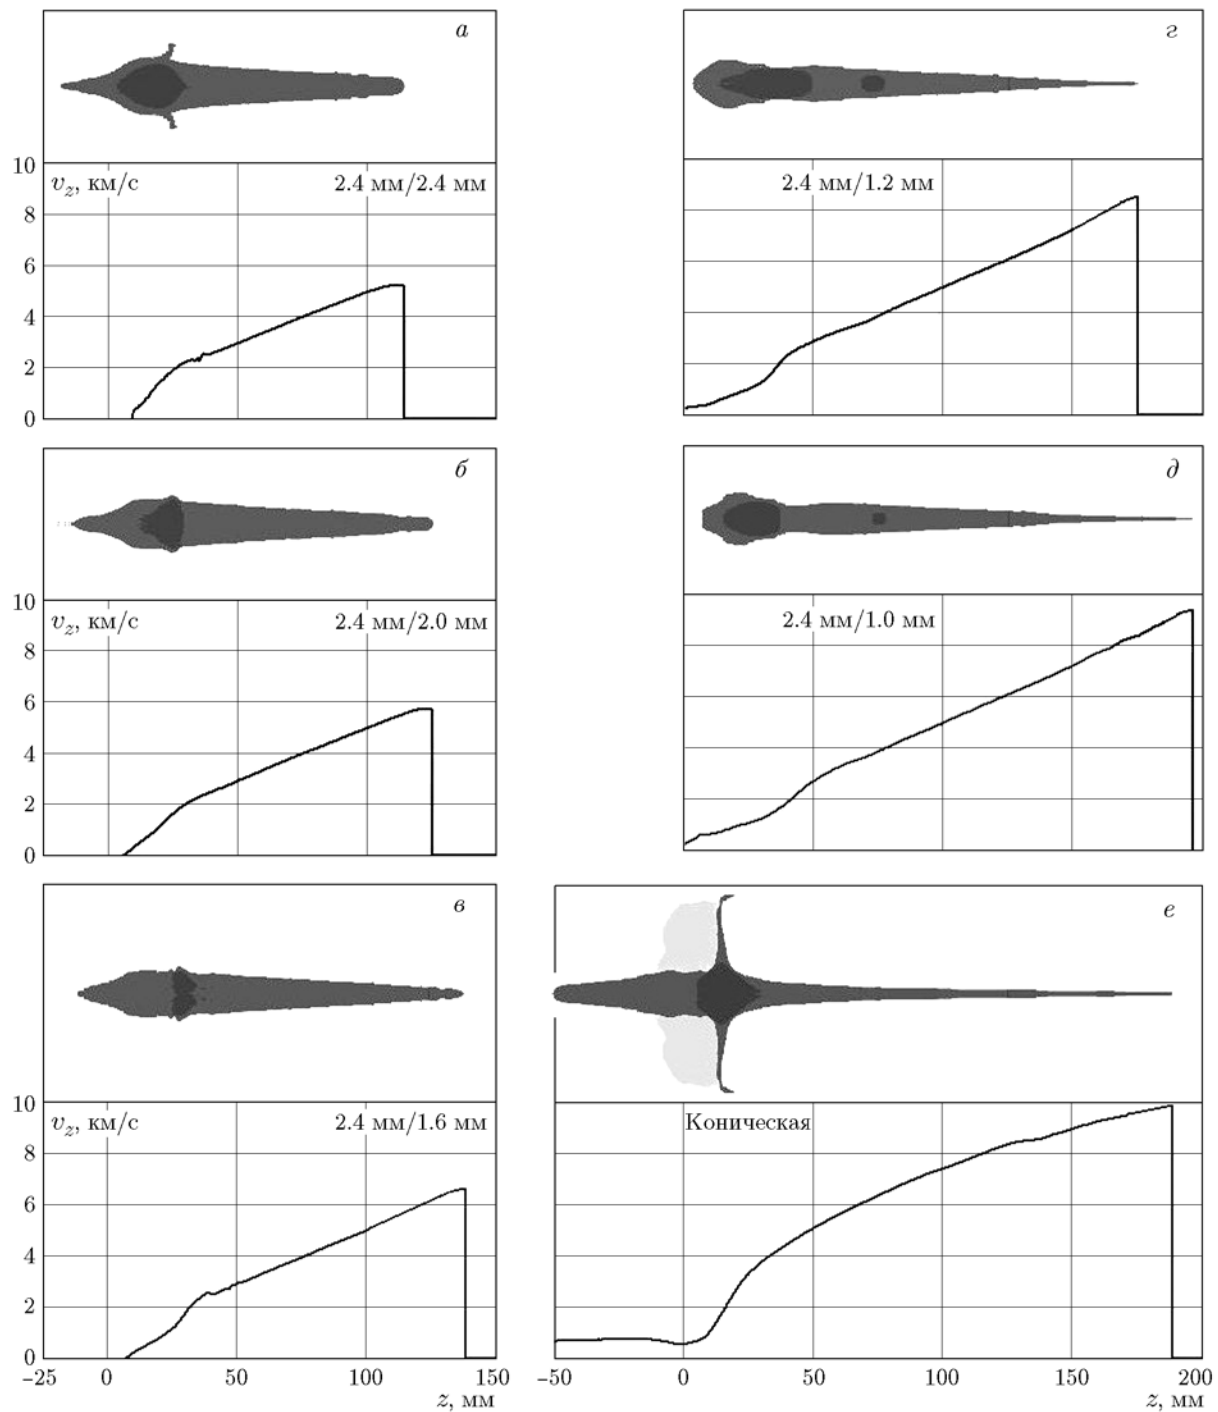 а
10
v_z, км/с
2.4 мм/2.4 мм
8
6
4
2
0
б
10
v_z, км/с
2.4 мм/2.0 мм
8
6
4
2
0
в
10
v_z, км/с
2.4 мм/1.6 мм
8
6
4
2
0
−25 0 50 100 150
z, мм
г
2.4 мм/1.2 мм
д
2.4 мм/1.0 мм
е
Коническая
−50 0 50 100 150 200
z, мм